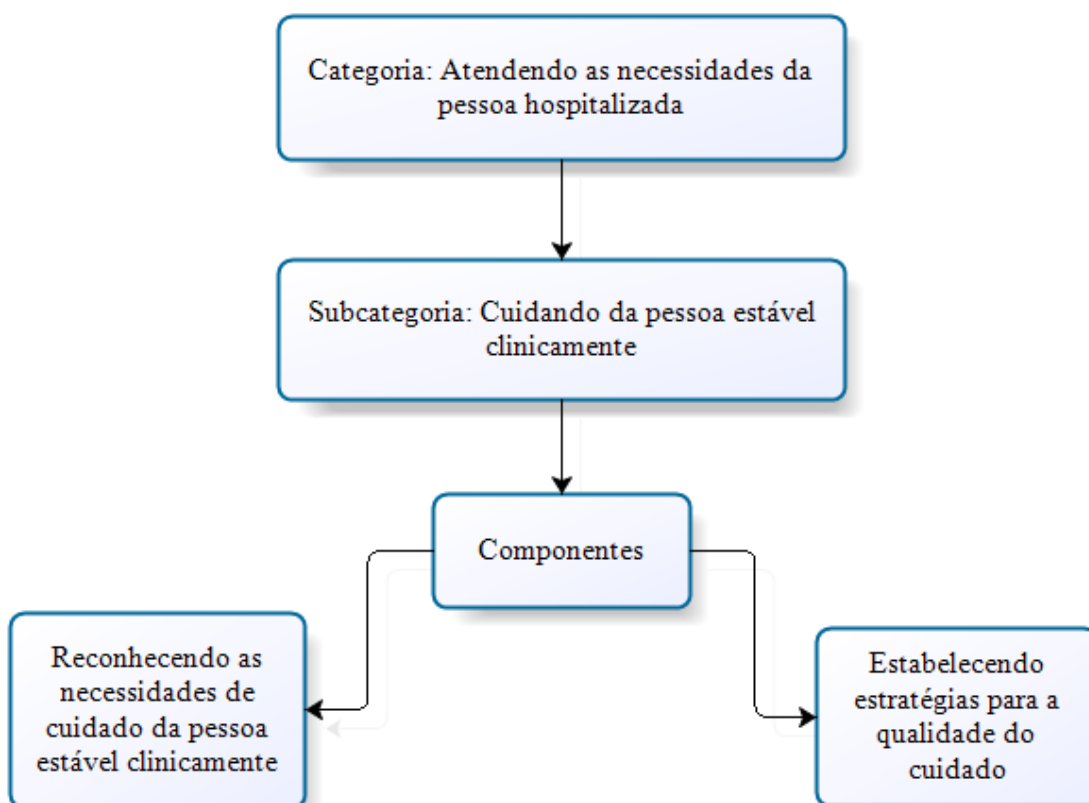 Categoria: Atendendo as necessidades da
pessoa hospitalizada
Subcategoria: Cuidando da pessoa estável
clinicamente
Componentes
Reconhecendo as
necessidades de
cuidado da pessoa
estável clinicamente
Estabelecendo
estratégias para a
qualidade do
cuidado